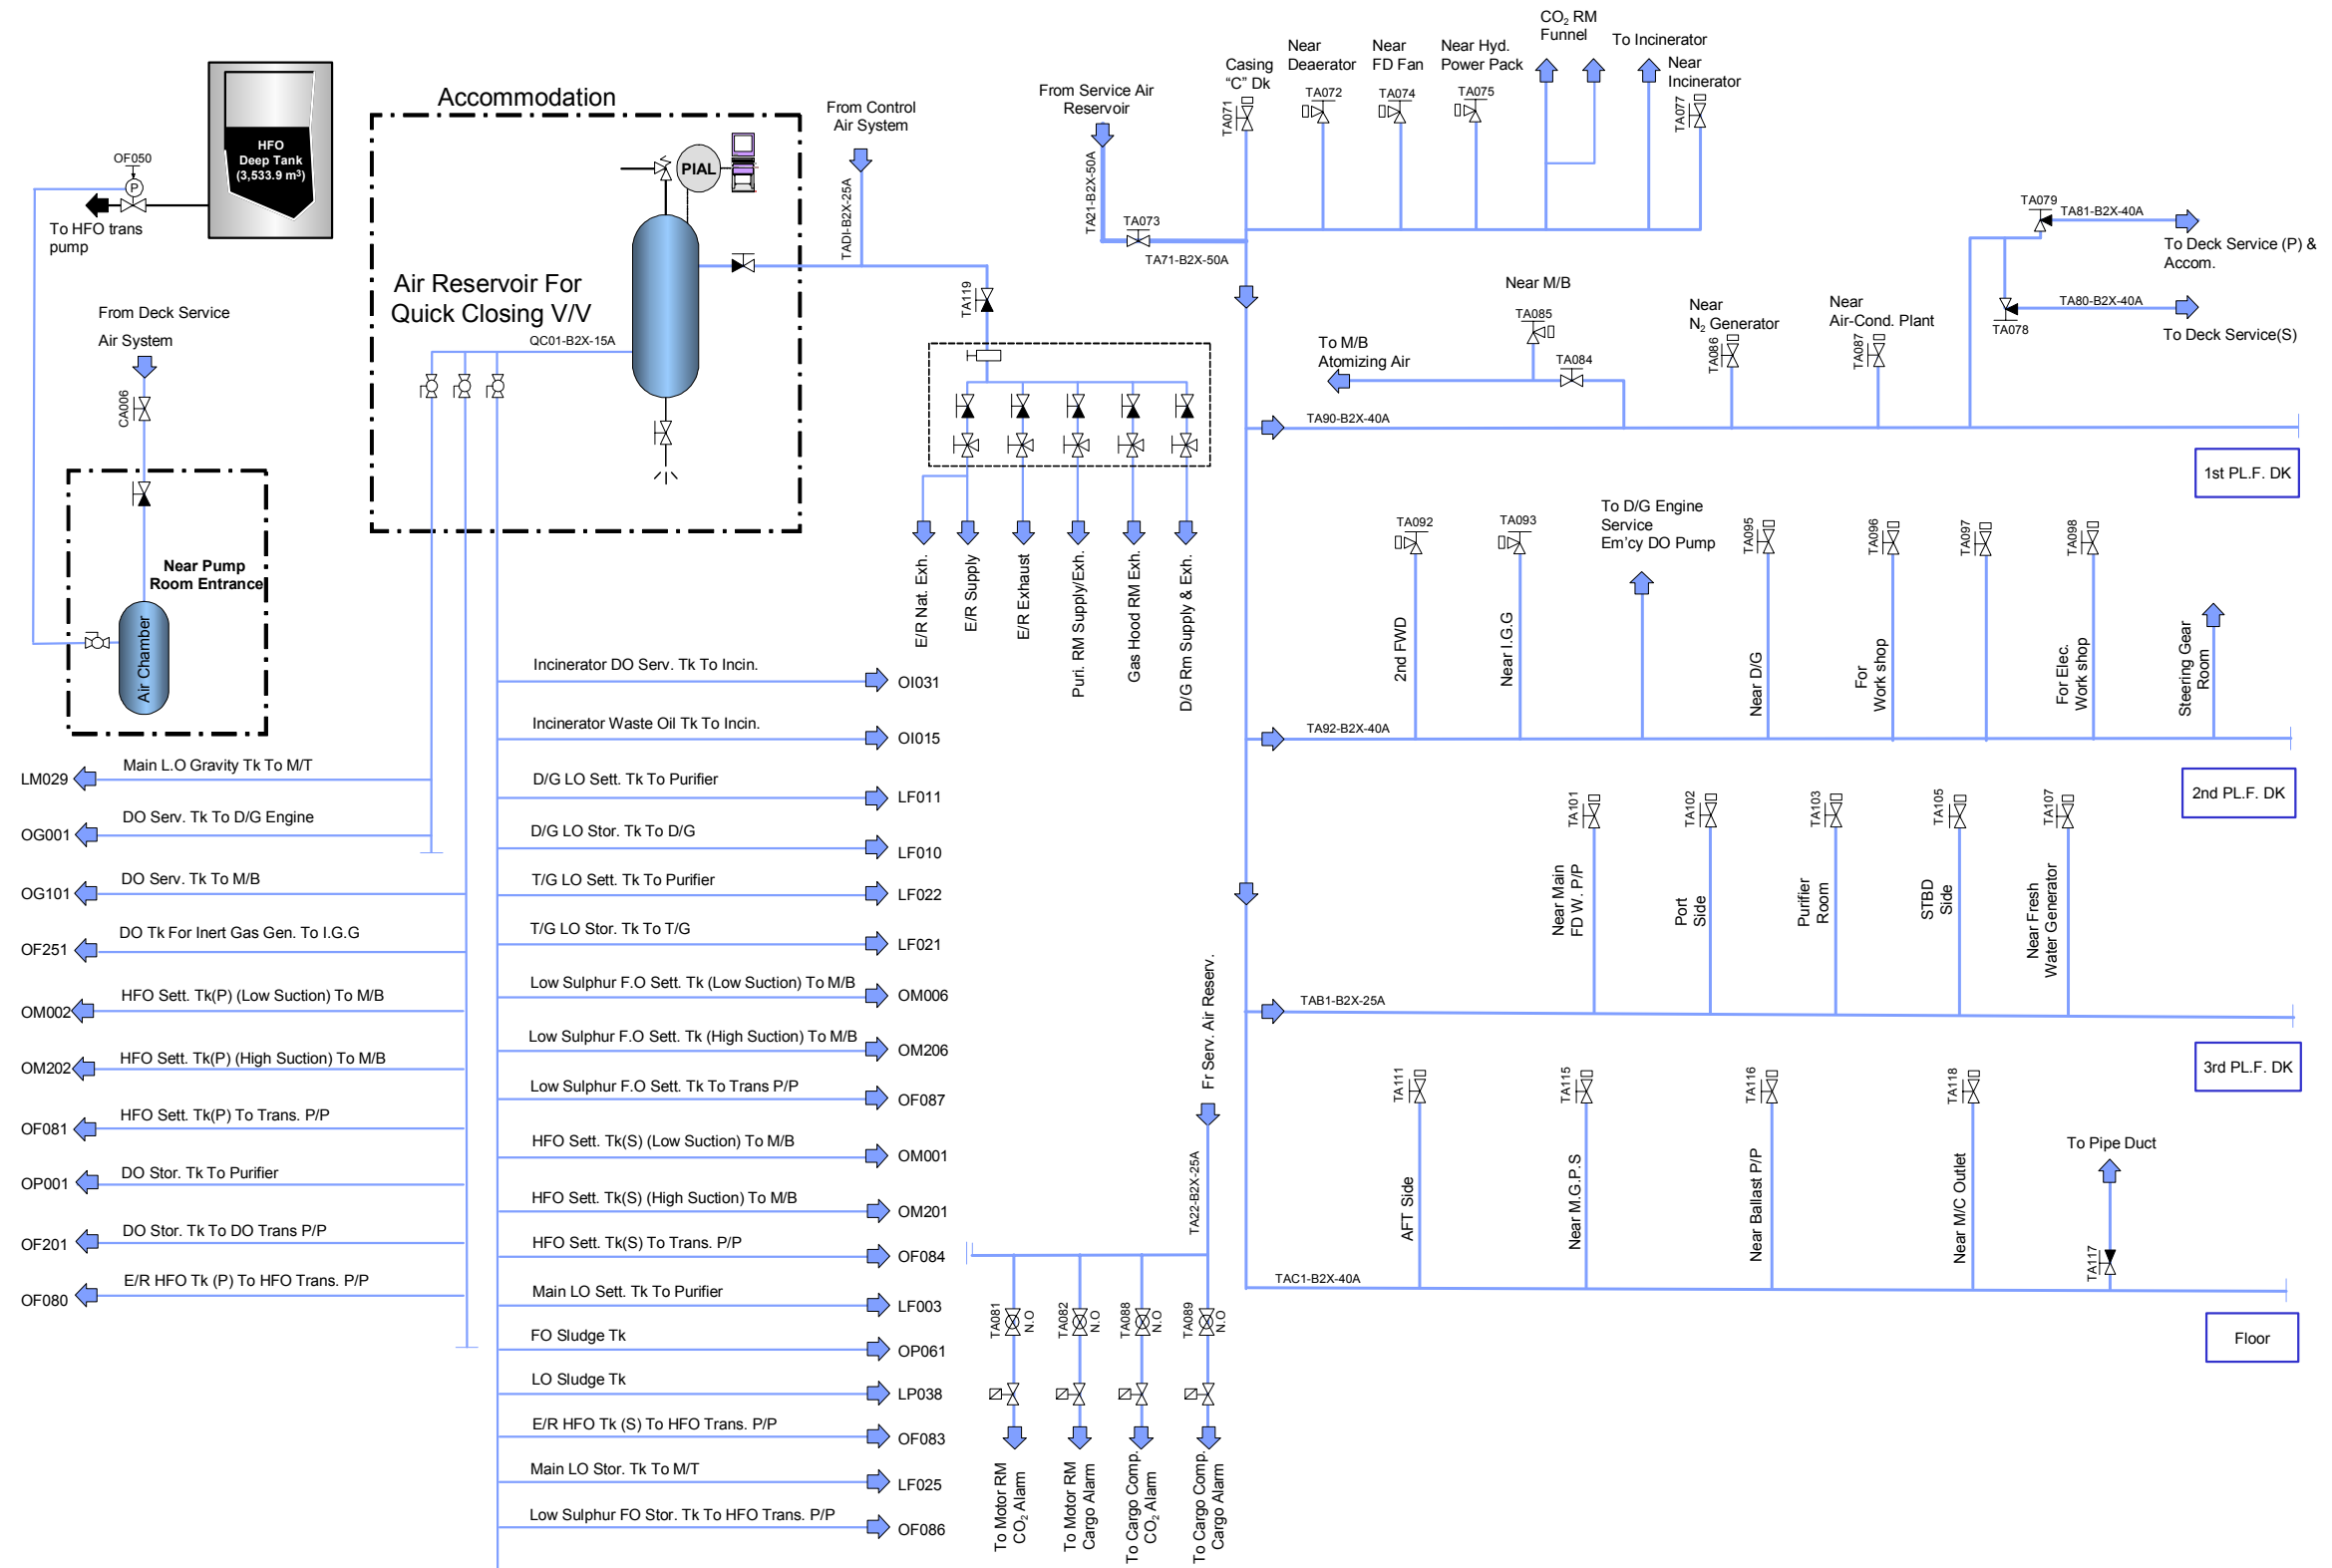 HFO
Deep Tank
(3,533.9 m³)
OF050
To HFO trans
pump
From Deck Service
Air System
CA006
Near Pump
Room Entrance
Air Chamber
Accommodation
PIAL
Air Reservoir For
Quick Closing V/V
QC01-B2X-15A
From Control
Air System
TADI-B2X-25A
TA119
E/R Nat. Exh.
E/R Supply
E/R Exhaust
Puri. RM Supply/Exh.
Gas Hood RM Exh.
D/G Rm Supply & Exh.
Main L.O Gravity Tk To M/T
LM029
DO Serv. Tk To D/G Engine
OG001
DO Serv. Tk To M/B
OG101
DO Tk For Inert Gas Gen. To I.G.G
OF251
HFO Sett. Tk(P) (Low Suction) To M/B
OM002
HFO Sett. Tk(P) (High Suction) To M/B
OM202
HFO Sett. Tk(P) To Trans. P/P
OF081
DO Stor. Tk To Purifier
OP001
DO Stor. Tk To DO Trans P/P
OF201
E/R HFO Tk (P) To HFO Trans. P/P
OF080
Incinerator DO Serv. Tk To Incin.
OI031
Incinerator Waste Oil Tk To Incin.
OI015
D/G LO Sett. Tk To Purifier
LF011
D/G LO Stor. Tk To D/G
LF010
T/G LO Sett. Tk To Purifier
LF022
T/G LO Stor. Tk To T/G
LF021
Low Sulphur F.O Sett. Tk (Low Suction) To M/B
OM006
Low Sulphur F.O Sett. Tk (High Suction) To M/B
OM206
Low Sulphur F.O Sett. Tk To Trans P/P
OF087
HFO Sett. Tk(S) (Low Suction) To M/B
OM001
HFO Sett. Tk(S) (High Suction) To M/B
OM201
HFO Sett. Tk(S) To Trans. P/P
OF084
Main LO Sett. Tk To Purifier
LF003
FO Sludge Tk
OP061
LO Sludge Tk
LP038
E/R HFO Tk (S) To HFO Trans. P/P
OF083
Main LO Stor. Tk To M/T
LF025
Low Sulphur FO Stor. Tk To HFO Trans. P/P
OF086
From Service Air
Reservoir
TA21-B2X-50A
TA073
TA71-B2X-50A
Casing
“C” Dk
TA071
Near
Deaerator
TA072
Near
FD Fan
TA074
Near Hyd.
Power Pack
TA075
CO₂ RM
Funnel
To Incinerator
Near
Incinerator
TA077
TA079
TA81-B2X-40A
To Deck Service (P) &
Accom.
TA80-B2X-40A
TA078
To Deck Service(S)
Near M/B
TA085
To M/B
Atomizing Air
TA084
Near
N₂ Generator
TA086
Near
Air-Cond. Plant
TA087
TA90-B2X-40A
1st PL.F. DK
TA092
2nd FWD
TA093
Near I.G.G
To D/G Engine
Service
Em’cy DO Pump
TA095
Near D/G
TA096
For
Work shop
TA097
TA098
For Elec.
Work shop
Steering Gear
Room
TA92-B2X-40A
2nd PL.F. DK
TA101
Near Main
FD W. P/P
TA102
Port
Side
TA103
Purifier
Room
TA105
STBD
Side
TA107
Near Fresh
Water Generator
TAB1-B2X-25A
3rd PL.F. DK
TA111
AFT Side
TA115
Near M.G.P.S
TA116
Near Ballast P/P
TA118
Near M/C Outlet
To Pipe Duct
TA117
TAC1-B2X-40A
Floor
Fr Serv. Air Reserv.
TA22-B2X-25A
TA081
N.O
TA082
N.O
TA088
N.O
TA089
N.O
To Motor RM
CO₂ Alarm
To Motor RM
Cargo Alarm
To Cargo Comp.
CO₂ Alarm
To Cargo Comp.
Cargo Alarm
P